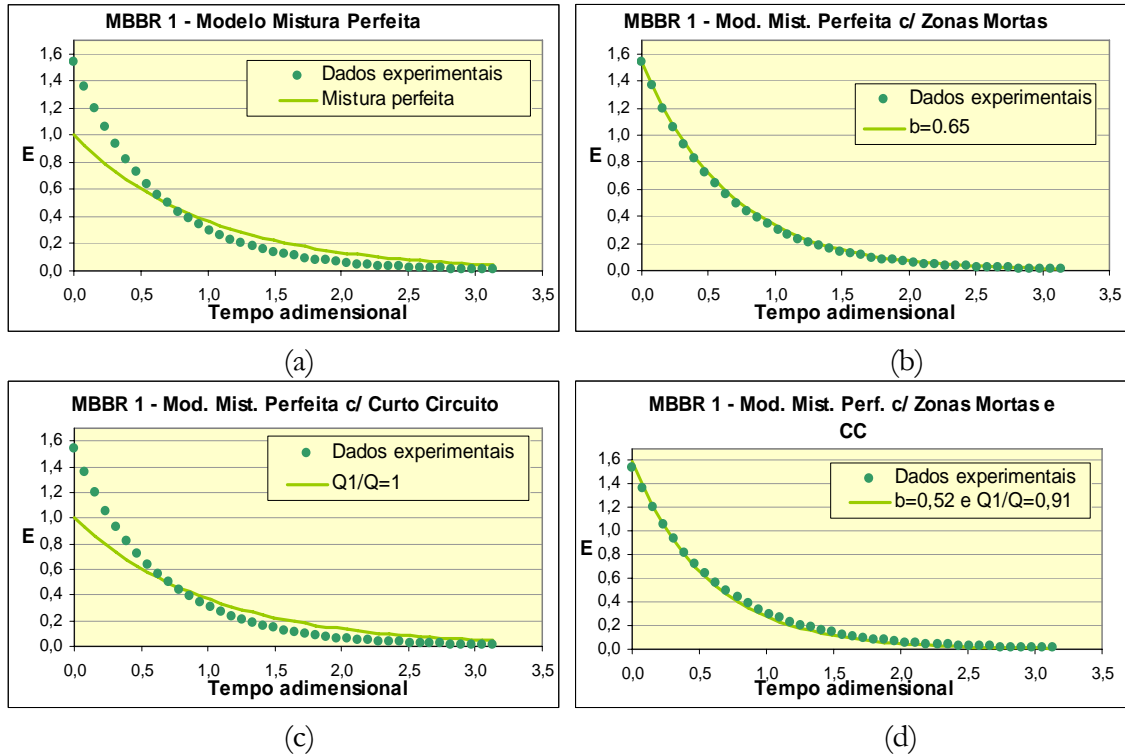 MBBR 1 - Modelo Mistura Perfeita
1,6
1,4
1,2
1,0
E
0,8
0,6
0,4
0,2
0,0
Dados experimentais
Mistura perfeita
0,0 0,5 1,0 1,5 2,0 2,5 3,0 3,5
Tempo adimensional
(a)
MBBR 1 - Mod. Mist. Perfeita c/ Zonas Mortas
1,6
1,4
1,2
1,0
E
0,8
0,6
0,4
0,2
0,0
Dados experimentais
b=0.65
0,0 0,5 1,0 1,5 2,0 2,5 3,0 3,5
Tempo adimensional
(b)
MBBR 1 - Mod. Mist. Perfeita c/ Curto Circuito
1,6
1,4
1,2
1,0
E
0,8
0,6
0,4
0,2
0,0
Dados experimentais
Q1/Q=1
0,0 0,5 1,0 1,5 2,0 2,5 3,0 3,5
Tempo adimensional
(c)
MBBR 1 - Mod. Mist. Perf. c/ Zonas Mortas e
CC
1,6
1,4
1,2
1,0
E
0,8
0,6
0,4
0,2
0,0
Dados experimentais
b=0,52 e Q1/Q=0,91
0,0 0,5 1,0 1,5 2,0 2,5 3,0 3,5
Tempo adimensional
(d)